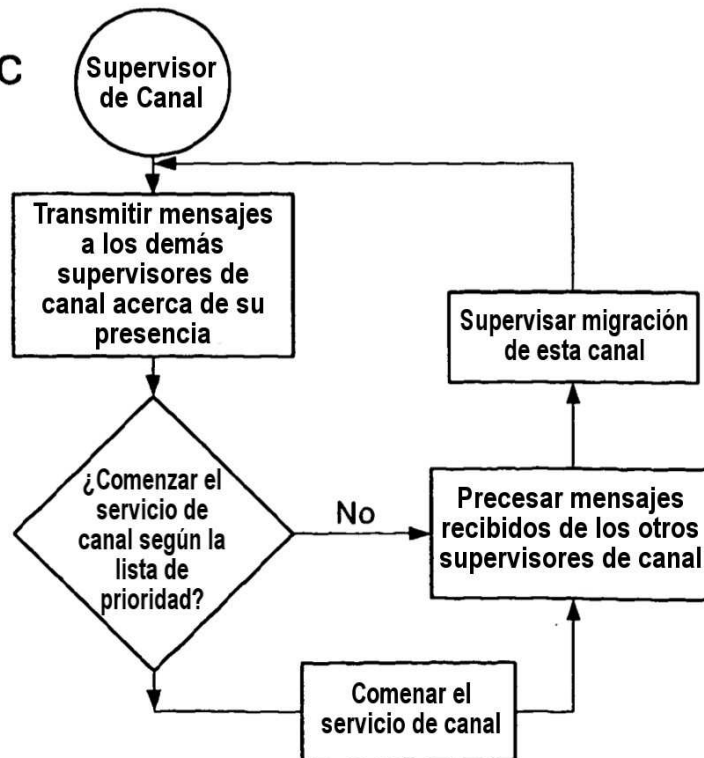 C
Supervisor
de Canal
Transmitir mensajes
a los demás
supervisores de
canal acerca de su
presencia
Supervisar migración
de esta canal
¿Comenzar el
servicio de
canal según la
lista de
prioridad?
No
Precesar mensajes
recibidos de los otros
supervisores de canal
Comenar el
servicio de canal